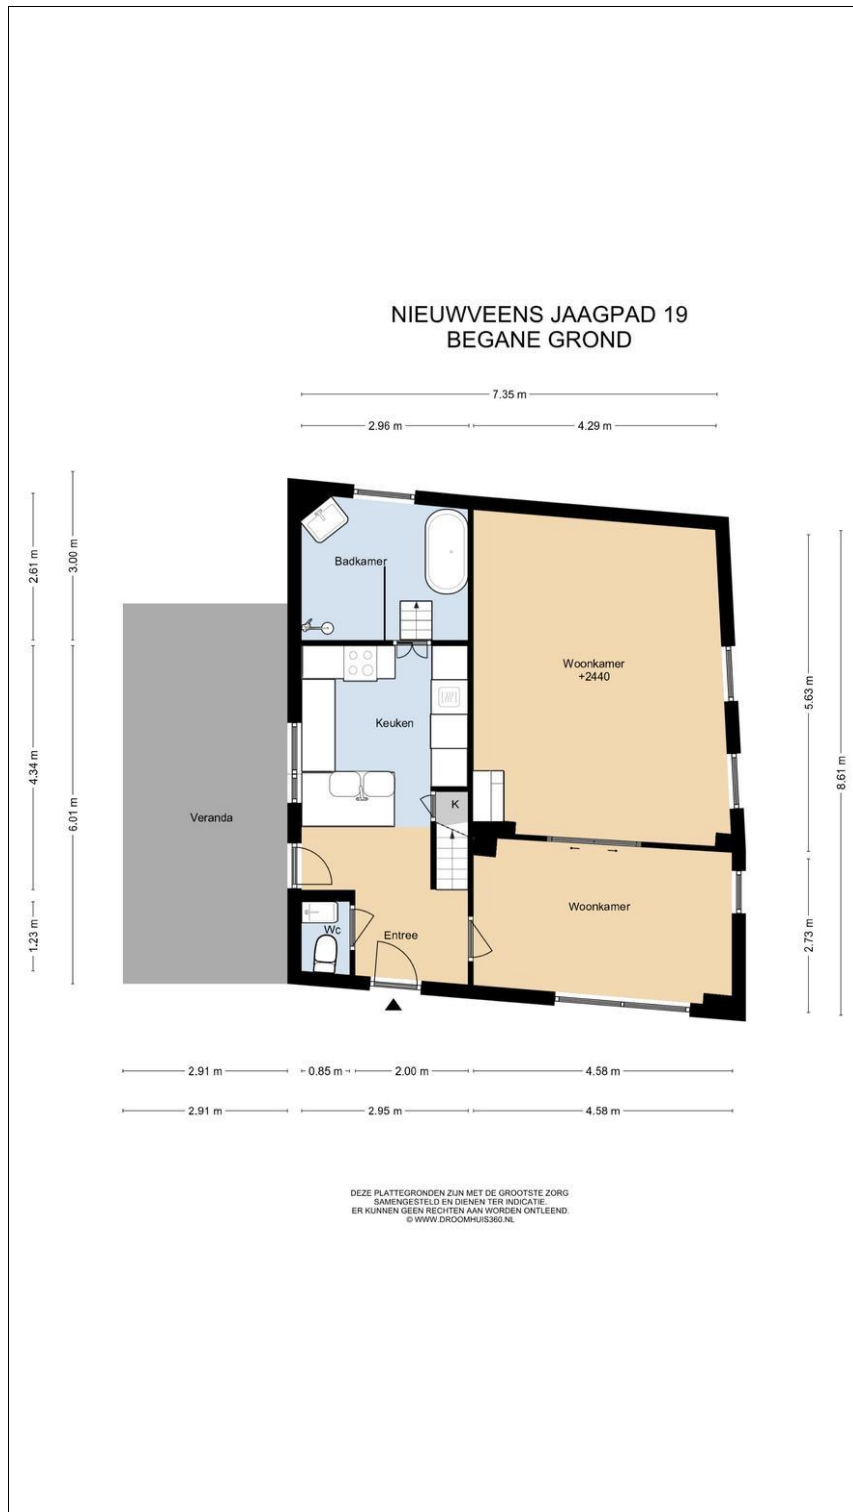 NIEUWVEENS JAAGPAD 19
BEGANE GROND
7.35 m
2.96 m
4.29 m
2.61 m
3.00 m
4.34 m
6.01 m
1.23 m
5.63 m
8.61 m
2.73 m
Badkamer
Woonkamer
+2440
Keuken
K
Veranda
Woonkamer
Wc
Entree
2.91 m
0.85 m
2.00 m
4.58 m
2.91 m
2.95 m
4.58 m
DEZE PLATTEGRONDEN ZIJN MET DE GROOTSTE ZORG
SAMENGESTELD EN DIENEN TER INDICATIE.
ER KUNNEN GEEN RECHTEN AAN WORDEN ONTLEEND.
© WWW.DROOMHUIS360.NL